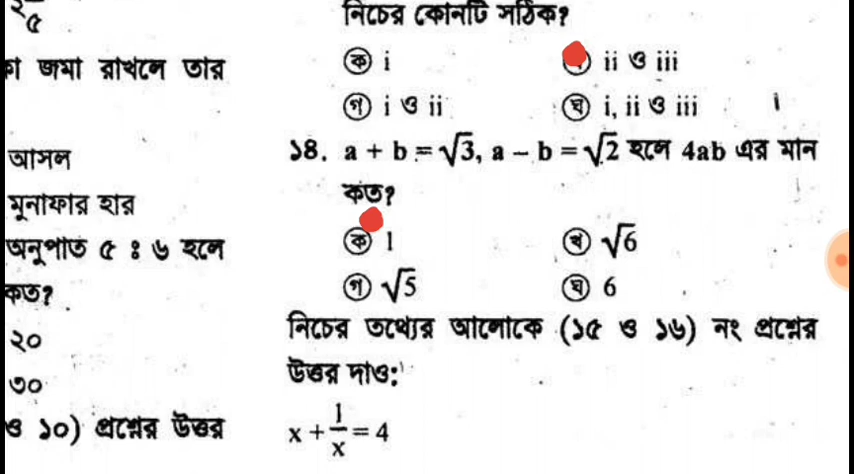 ২
৫
কা জমা রাখলে তার
আসল
মুনাফার হার
অনুপাত ৫ ঃ ৬ হলে
কত?
২০
৩০
ও ১০) প্রশ্নের উত্তর
নিচের কোনটি সঠিক?
ⓚ i
ii ও iii
গ i ও ii
ঘ i, ii ও iii
১৪. a + b = √3, a − b = √2 হলে 4ab এর মান
কত?
ক 1
খ √6
গ √5
ঘ 6
নিচের তথ্যের আলোকে (১৫ ও ১৬) নং প্রশ্নের
উত্তর দাও:
x + 1/x = 4